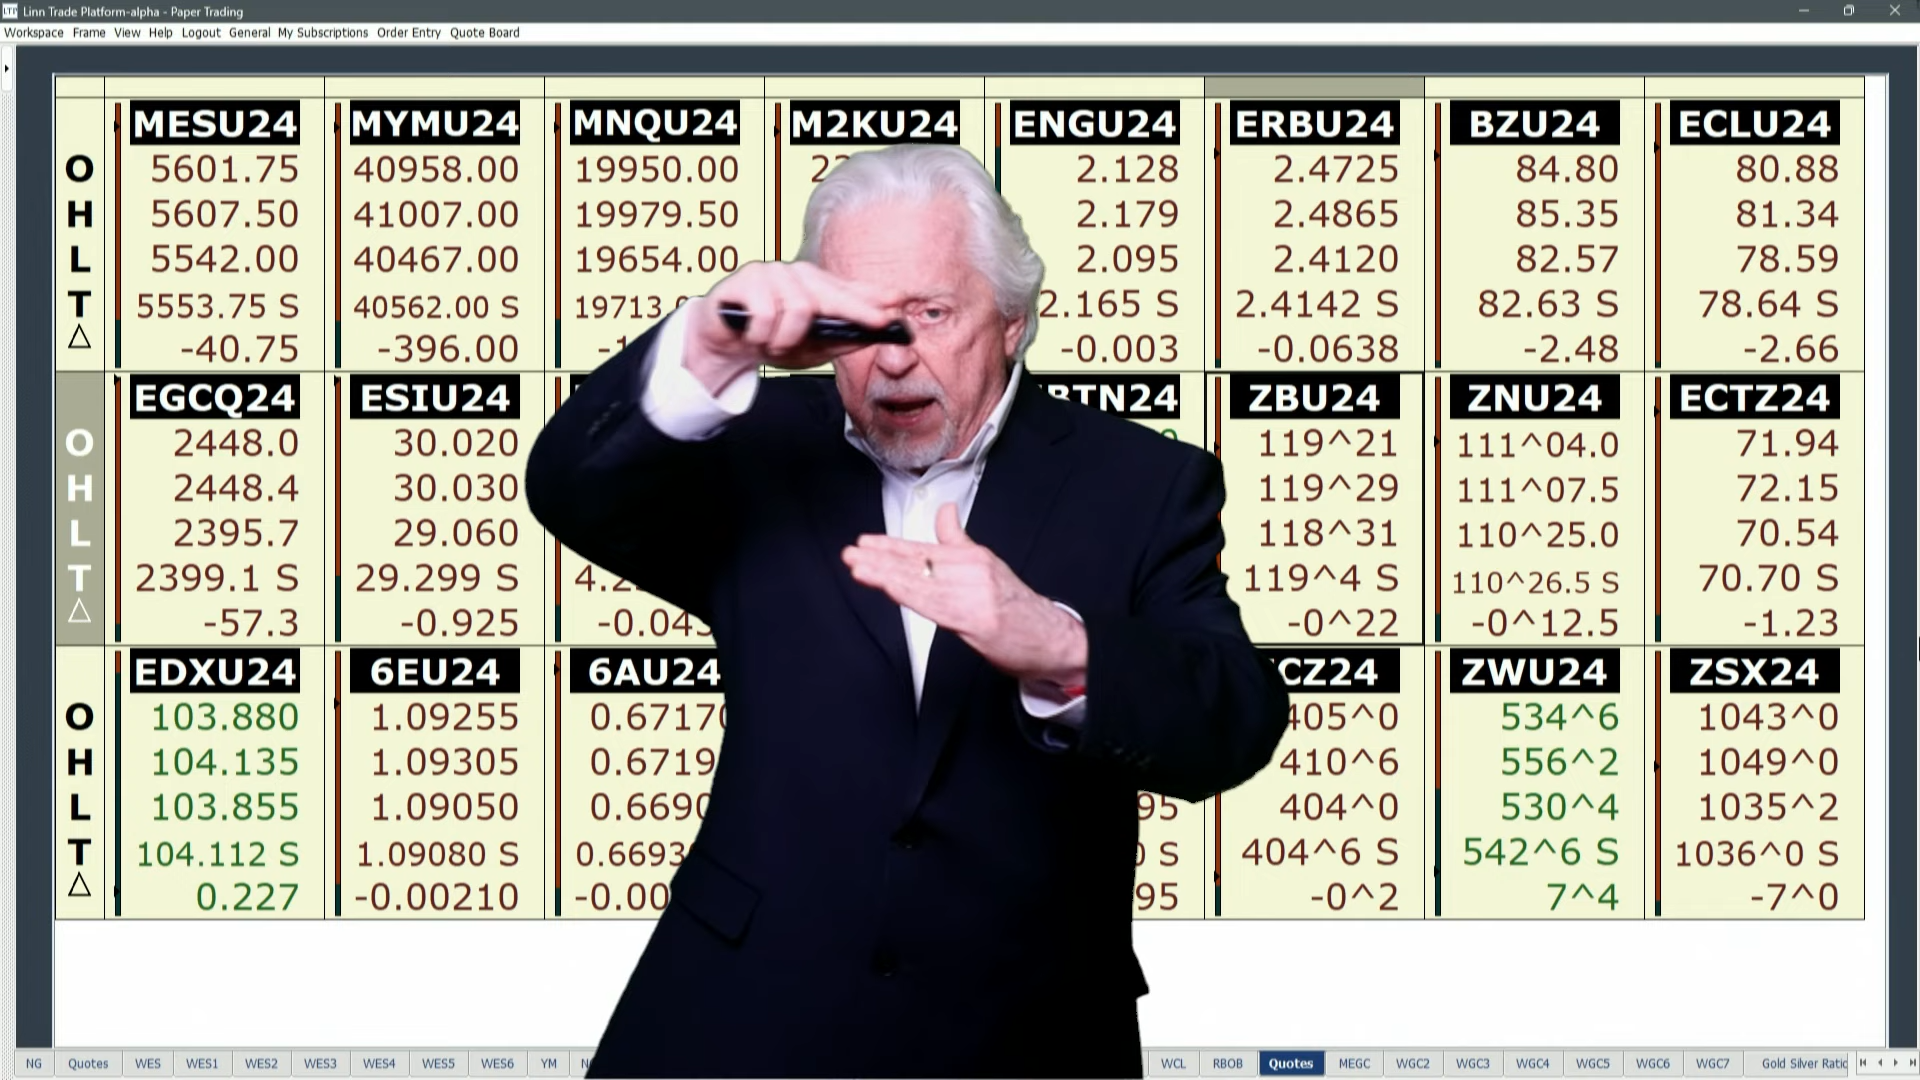 Linn Trade Platform-alpha - Paper Trading
Workspace Frame View Help Logout General My Subscriptions Order Entry Quote Board
MESU24 MYMU24 MNQU24 M2KU24 ENGU24 ERBU24 BZU24 ECLU24
O 5601.75 40958.00 19950.00 2.128 2.4725 84.80 80.88
H 5607.50 41007.00 19979.50 2.179 2.4865 85.35 81.34
L 5542.00 40467.00 19654.00 2.095 2.4120 82.57 78.59
T 5553.75 S 40562.00 S 2.165 S 2.4142 S 82.63 S 78.64 S
△ -40.75 -396.00 -0.003 -0.0638 -2.48 -2.66
EGCQ24 ESIU24 ZBU24 ZNU24 ECTZ24
O 2448.0 30.020 119^21 111^04.0 71.94
H 2448.4 30.030 119^29 111^07.5 72.15
L 2395.7 29.060 118^31 110^25.0 70.54
T 2399.1 S 29.299 S 119^4 S 110^26.5 S 70.70 S
△ -57.3 -0.925 -0^22 -0^12.5 -1.23
EDXU24 6EU24 6AU24 ZWU24 ZSX24
O 103.880 1.09255 534^6 1043^0
H 104.135 1.09305 410^6 556^2 1049^0
L 103.855 1.09050 404^0 530^4 1035^2
T 104.112 S 1.09080 S 404^6 S 542^6 S 1036^0 S
△ 0.227 -0.00210 -0^2 7^4 -7^0
NG Quotes WES WES1 WES2 WES3 WES4 WES5 WES6 YM WCL RBOB Quotes MEGC WGC2 WGC3 WGC4 WGC5 WGC6 WGC7 Gold Silver